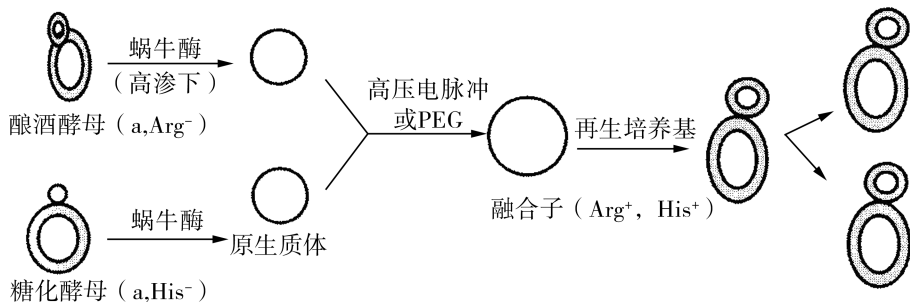 蜗牛酶
(高渗下)
酿酒酵母(a,Arg⁻)
高压电脉冲
或PEG
再生培养基
融合子(Arg⁺, His⁺)
蜗牛酶
原生质体
糖化酵母(a,His⁻)